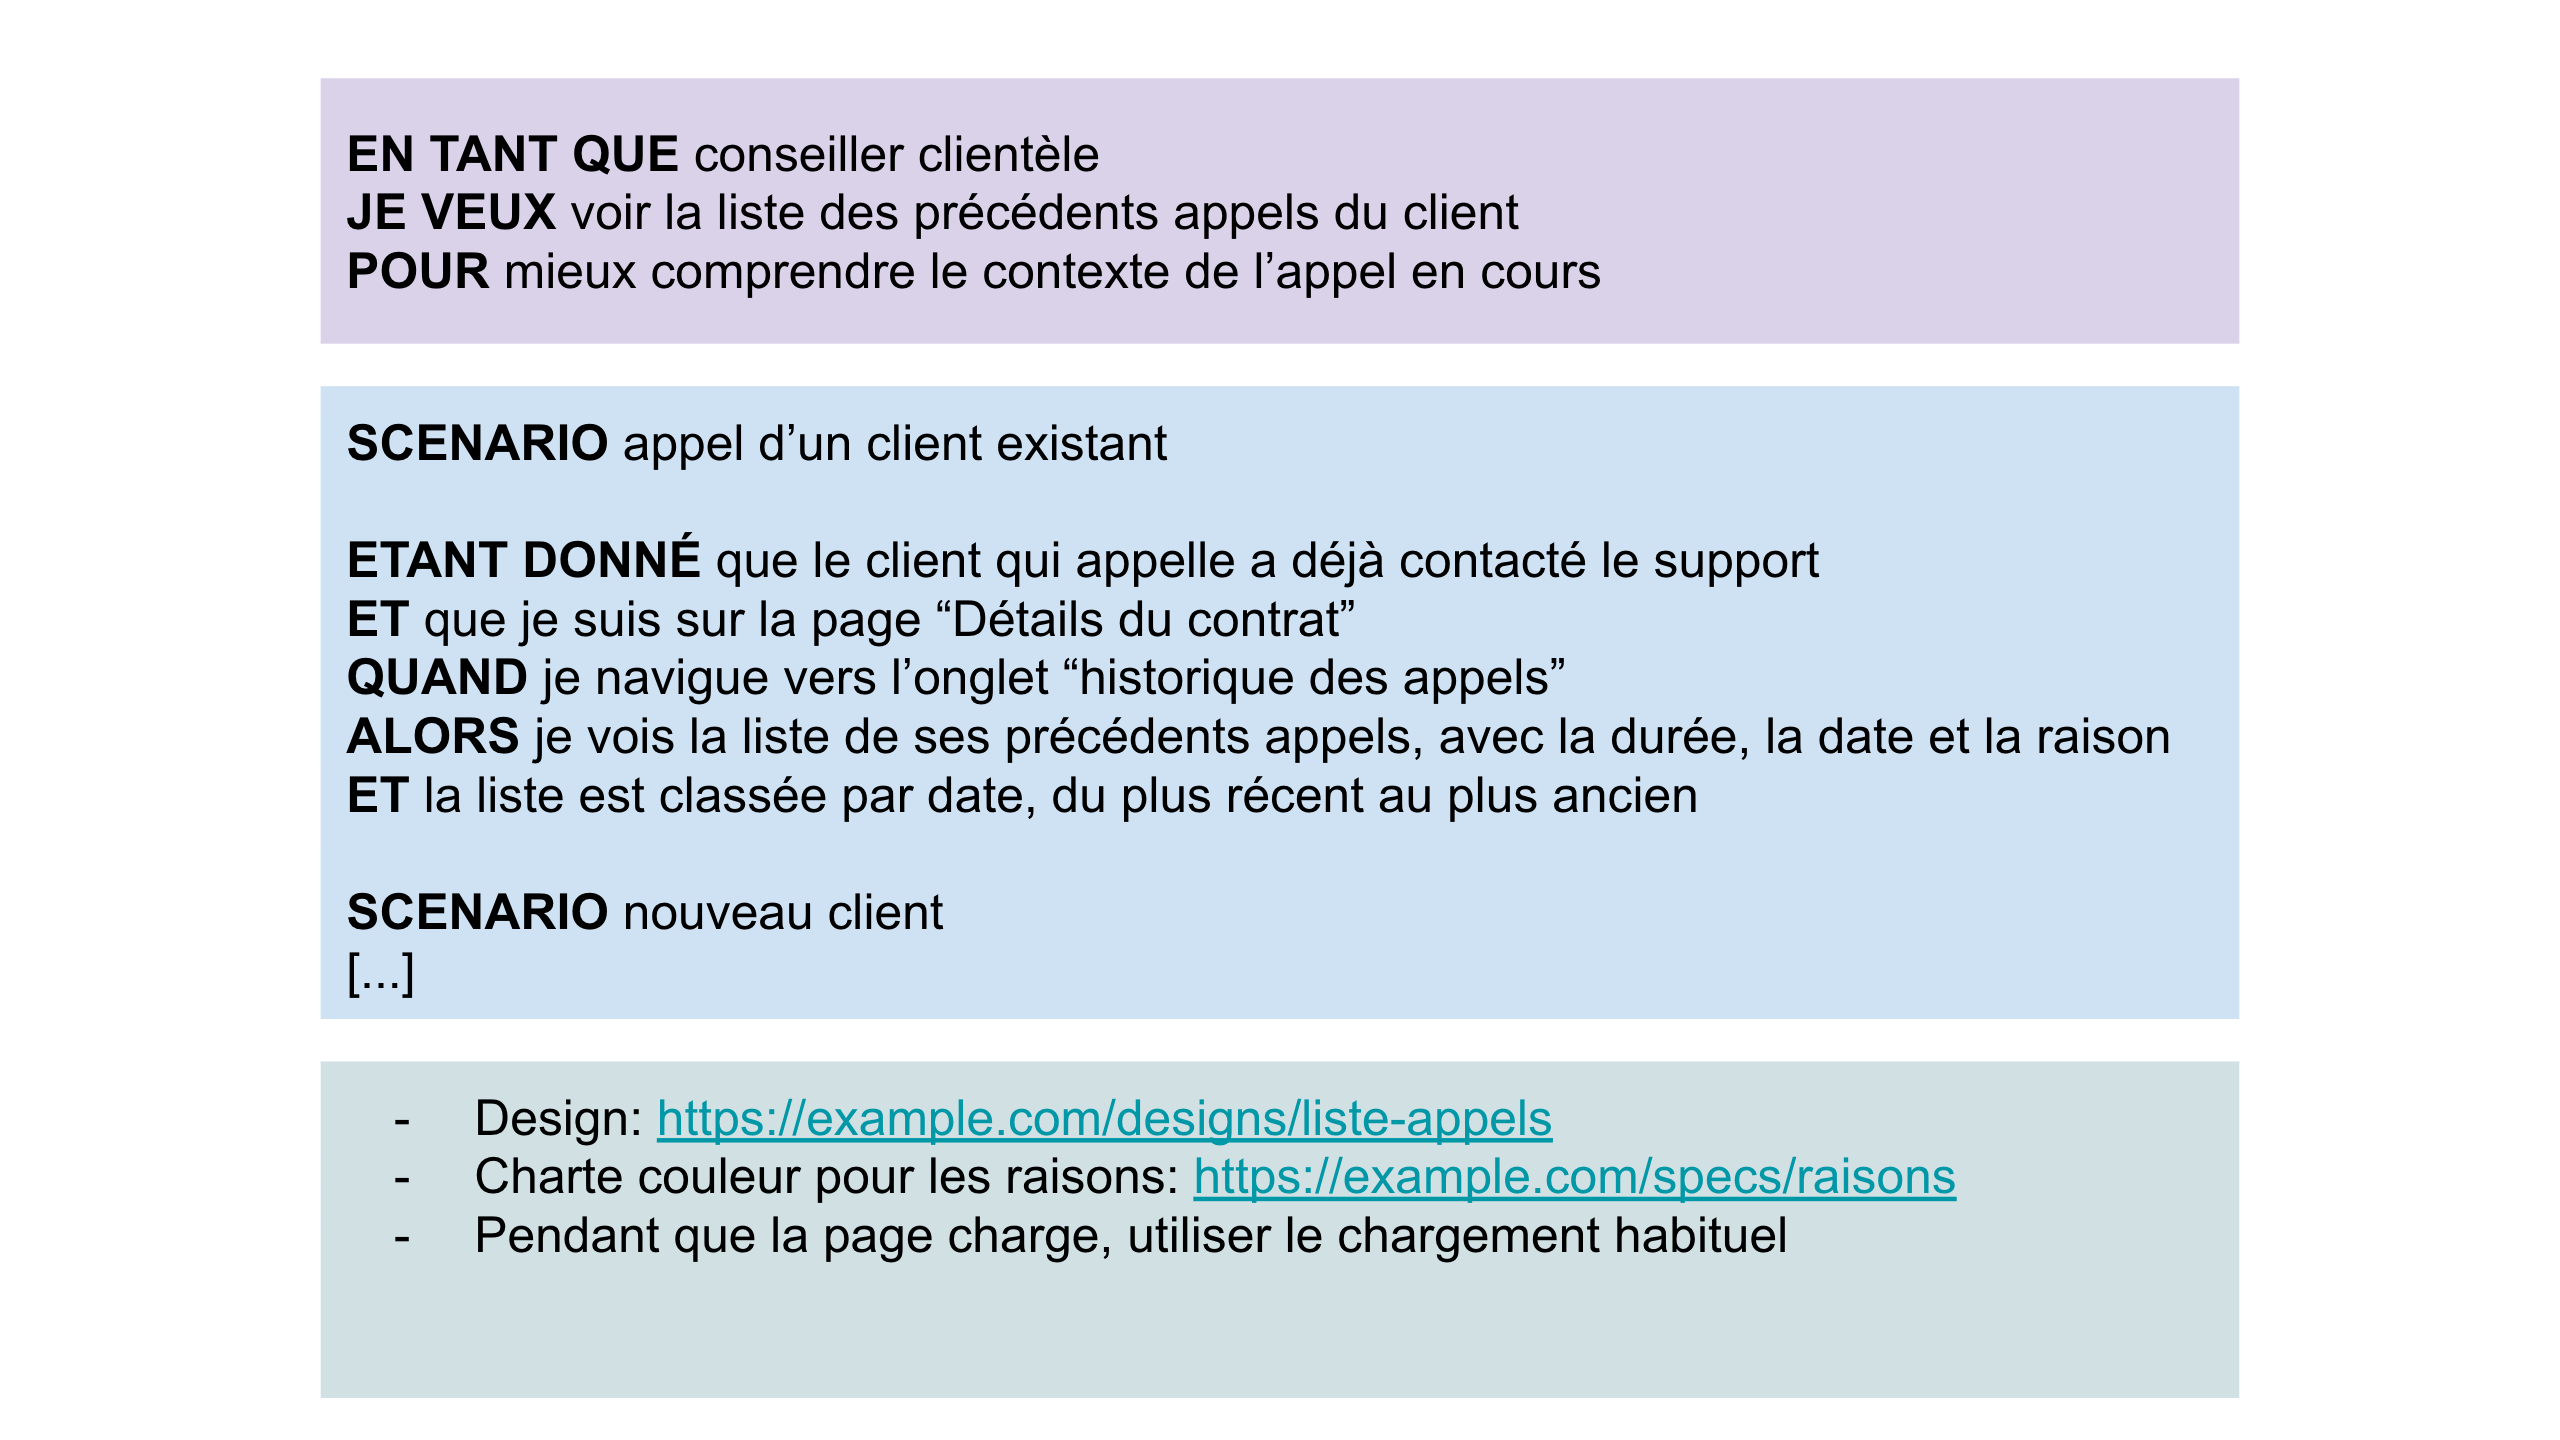 EN TANT QUE conseiller clientèle
JE VEUX voir la liste des précédents appels du client
POUR mieux comprendre le contexte de l’appel en cours
SCENARIO appel d’un client existant
ETANT DONNÉ que le client qui appelle a déjà contacté le support
ET que je suis sur la page “Détails du contrat”
QUAND je navigue vers l’onglet “historique des appels”
ALORS je vois la liste de ses précédents appels, avec la durée, la date et la raison
ET la liste est classée par date, du plus récent au plus ancien
SCENARIO nouveau client
[...]
- Design: https://example.com/designs/liste-appels
- Charte couleur pour les raisons: https://example.com/specs/raisons
- Pendant que la page charge, utiliser le chargement habituel